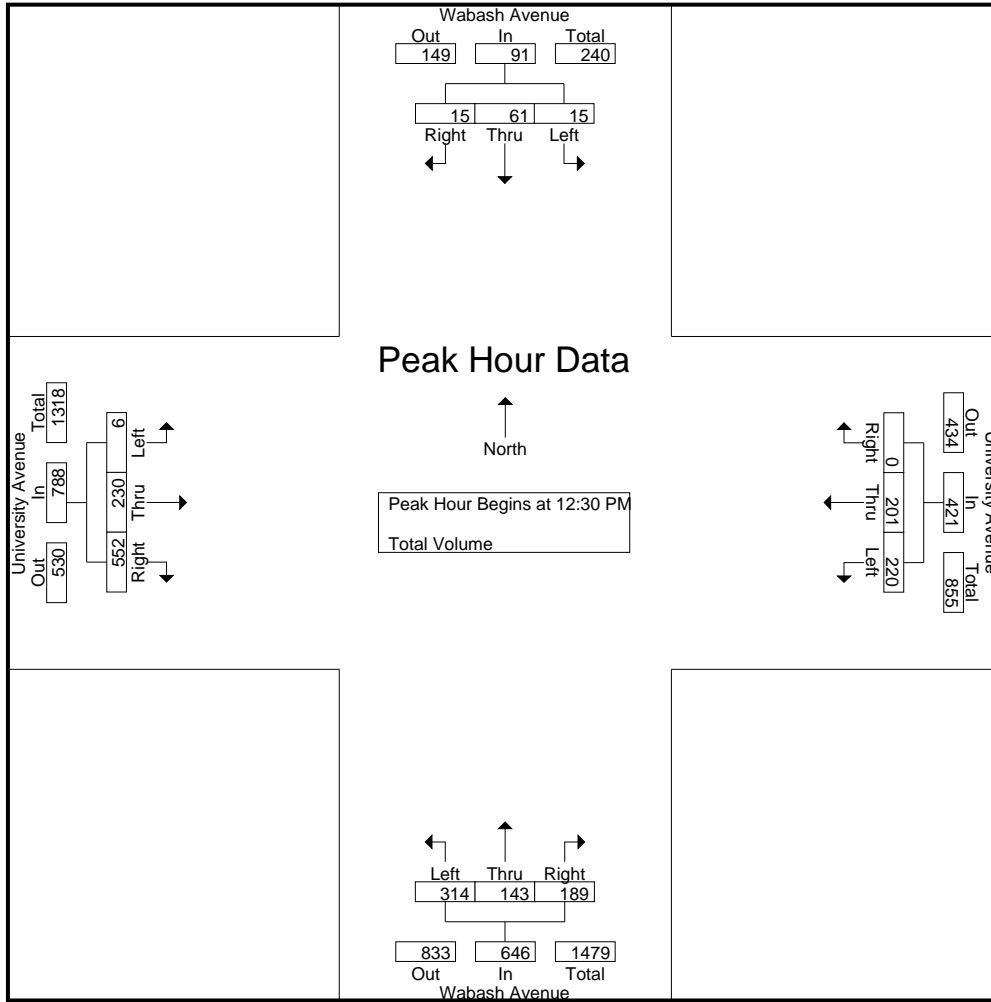 Wabash Avenue
Out In Total
149 91 240
15 61 15
Right Thru Left
Peak Hour Data
North
Peak Hour Begins at 12:30 PM
Total Volume
University Avenue
Out In Total
530 788 1318
552 230 6
Right Thru Left
University Avenue
Out In Total
434 421 855
0 201 220
Right Thru Left
Left Thru Right
314 143 189
833 646 1479
Out In Total
Wabash Avenue